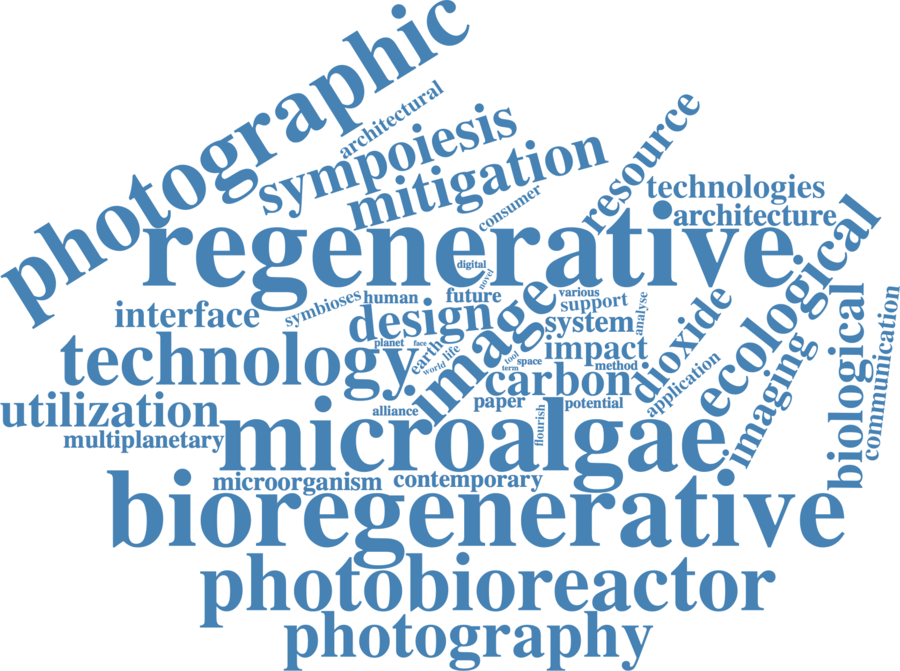 photographic
architectural
sympoiesis
mitigation
consumer
resource
technologies
architecture
regenerative
digital
novel
ecological
interface
symbioses
human
future
various
support
analyse
dioxide
biological
communication
design
image
system
technology
planet
face
earth
world
life
tool
term
space
impact
method
carbon
application
imaging
utilization
multiplanetary
alliance
paper
flourish
potential
microalgae
microorganism
contemporary
bioregenerative
photobioreactor
photography